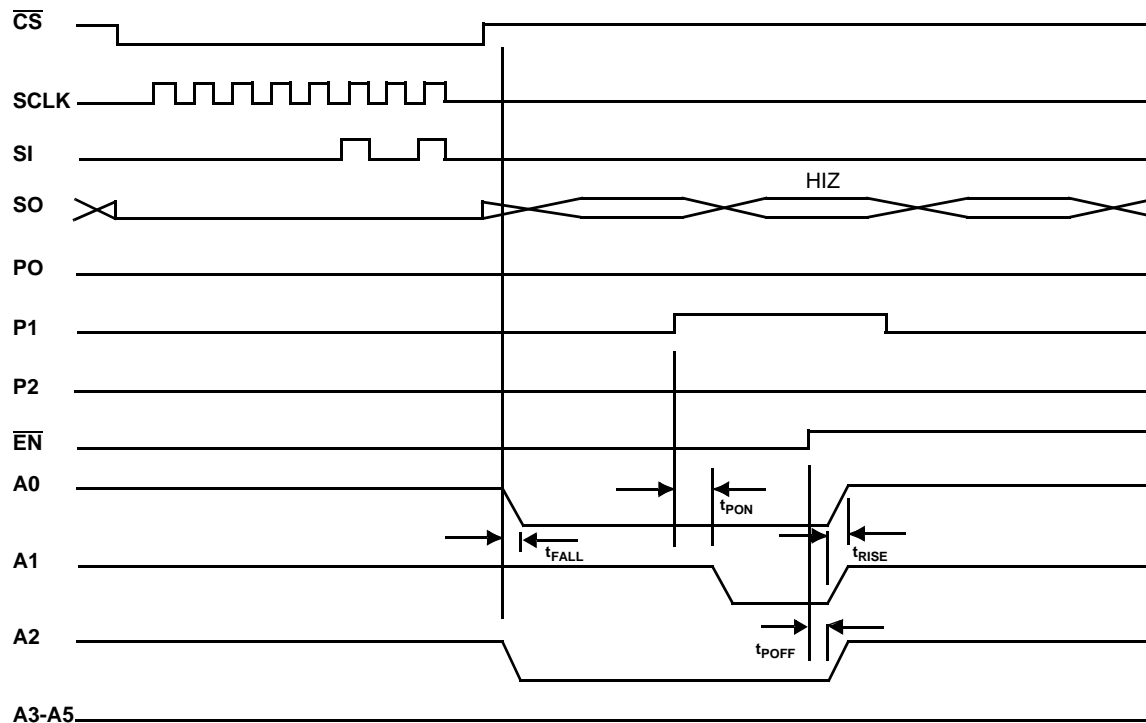 CS
SCLK
SI
SO
HIZ
PO
P1
P2
EN
A0
tPON
tFALL
tRISE
A1
A2
tPOFF
A3-A5